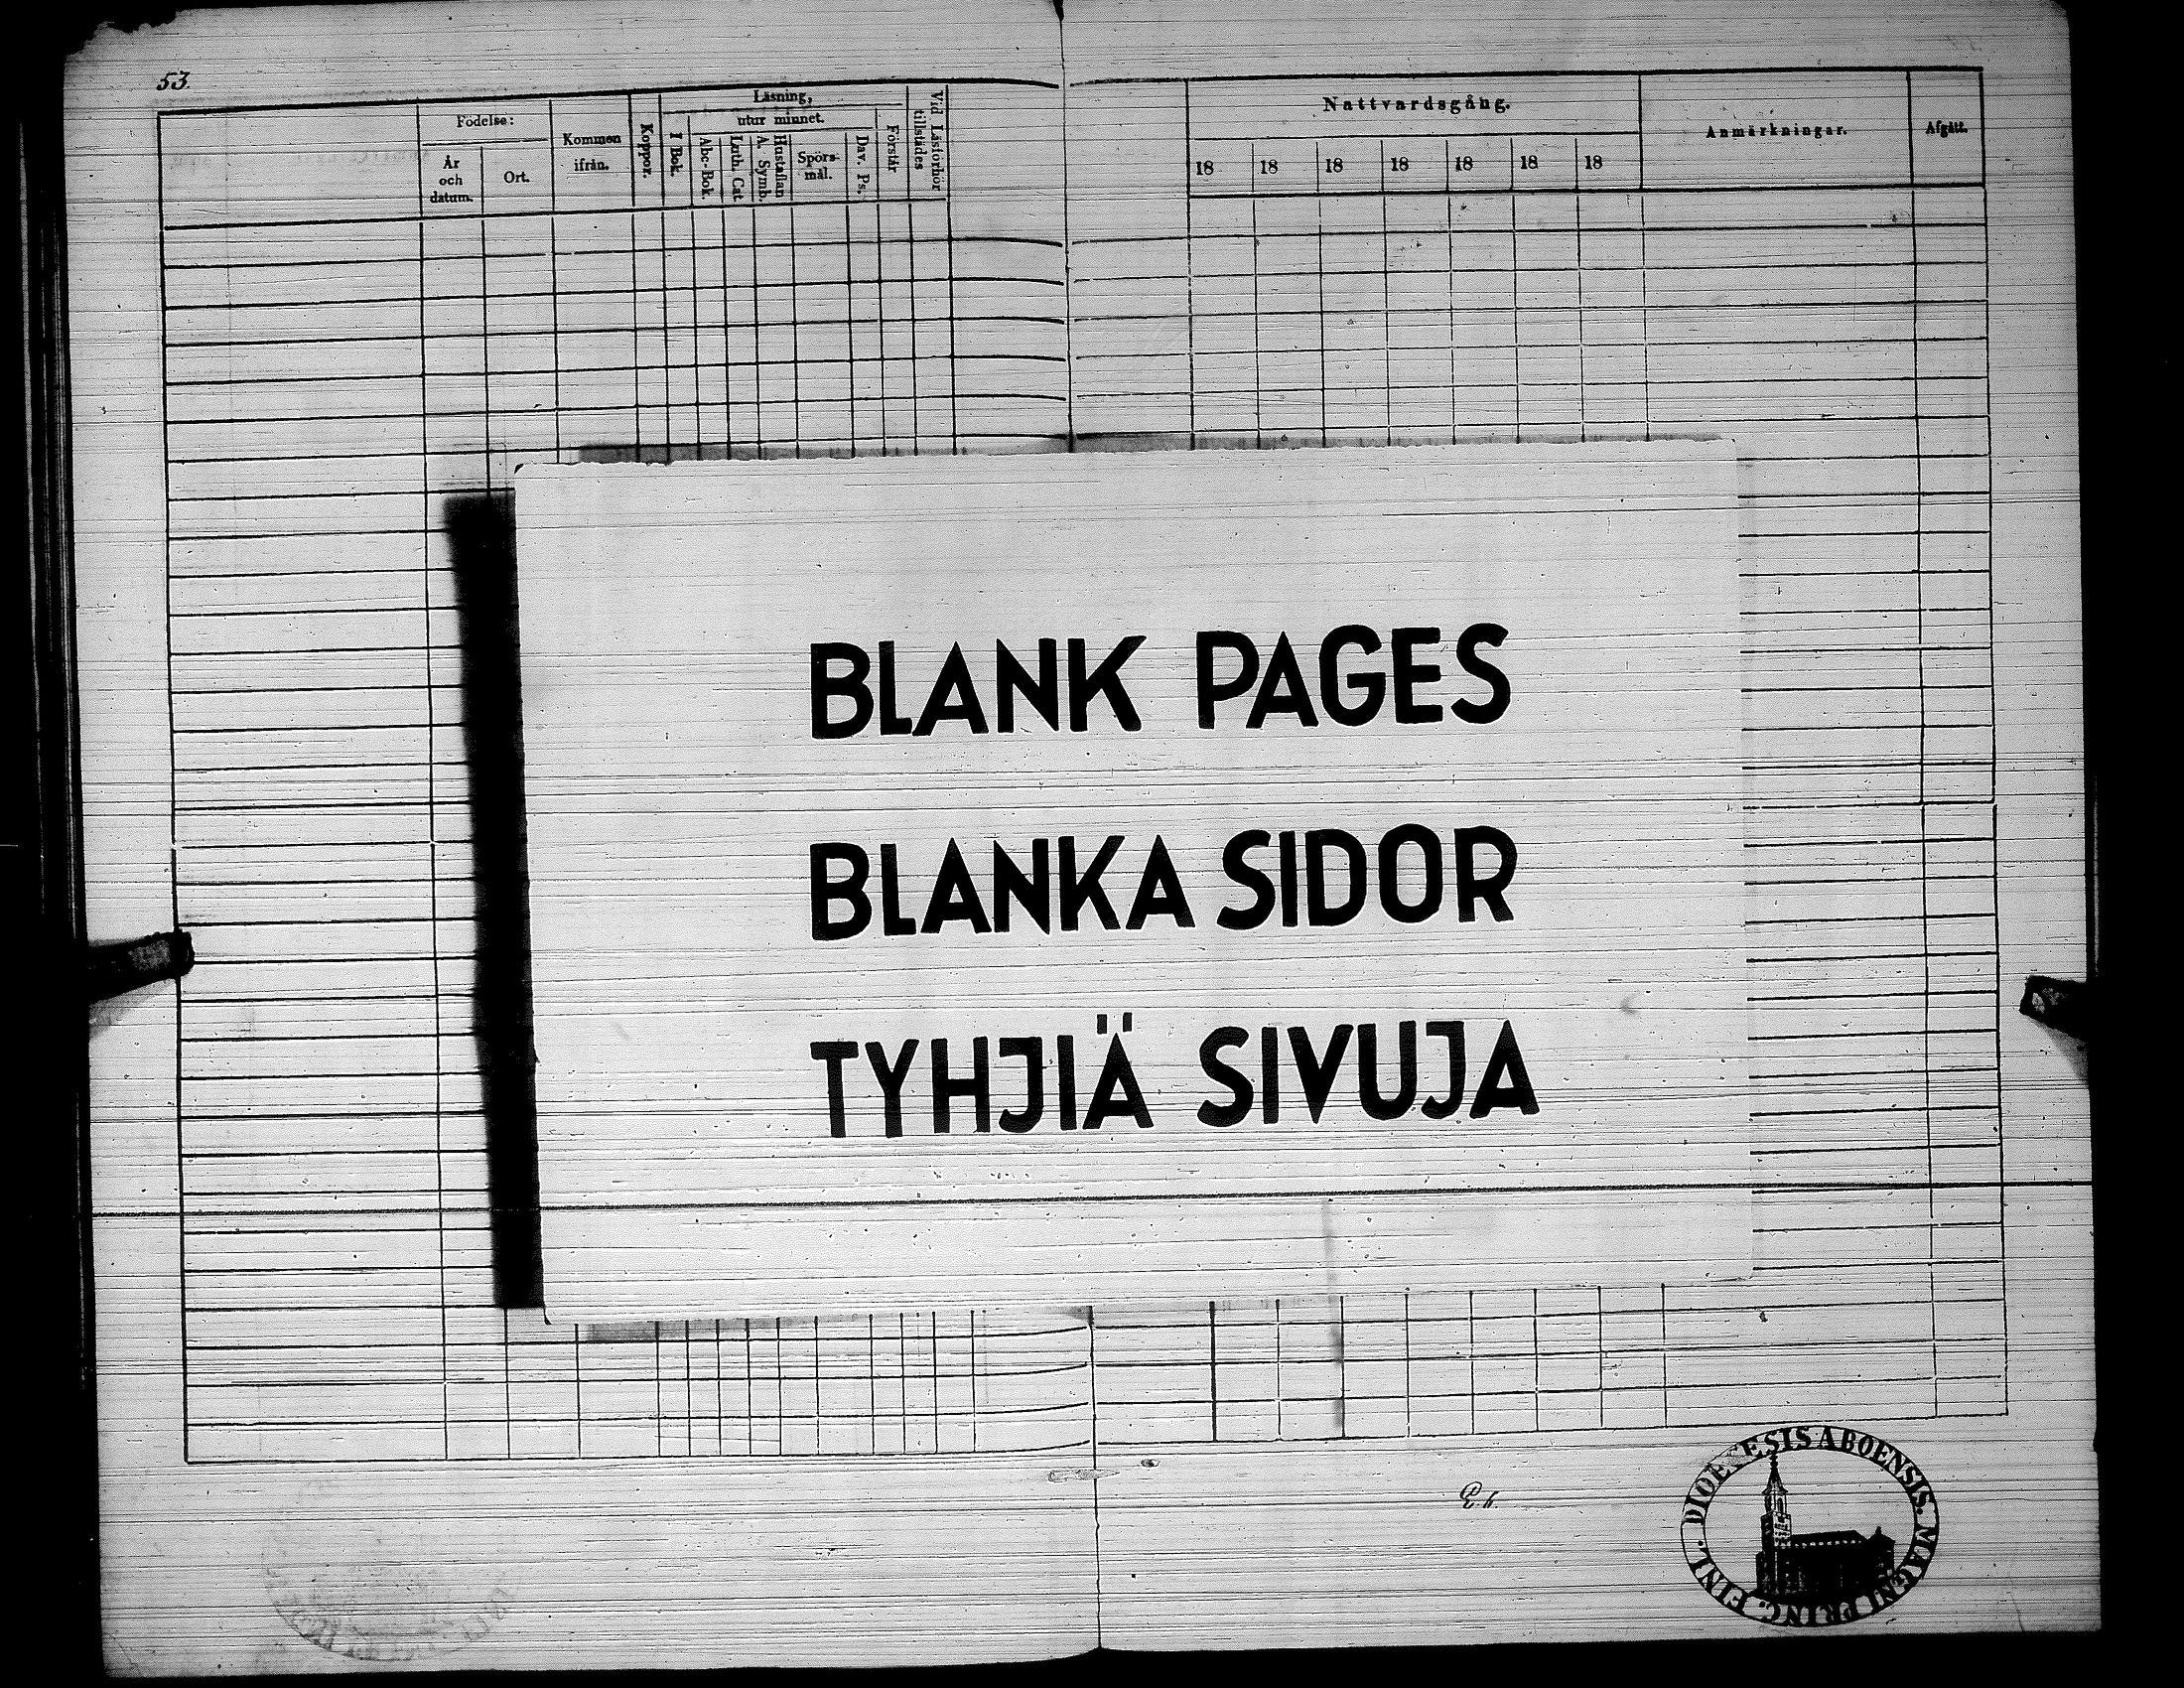 53.
Födelse:
År och datum.
Ort.
Kommen ifrån.
Koppor.
Läsning,
I Bok.
utur minnet.
Abc-Bok.
Luth. Cat
Hustaflan
A. Symb.
Spörs-
mål.
Dav. Ps.
Förstår
Vid Läsförhör
tillstädes
Nattvardsgång.
18 18 18 18 18 18 18
Anmärkningar.
Afgått.
BLANK PAGES
BLANKA SIDOR
TYHJIÄ SIVUJA
DIOECESIS ABOENSIS. MAGNI PRINC. FINL.